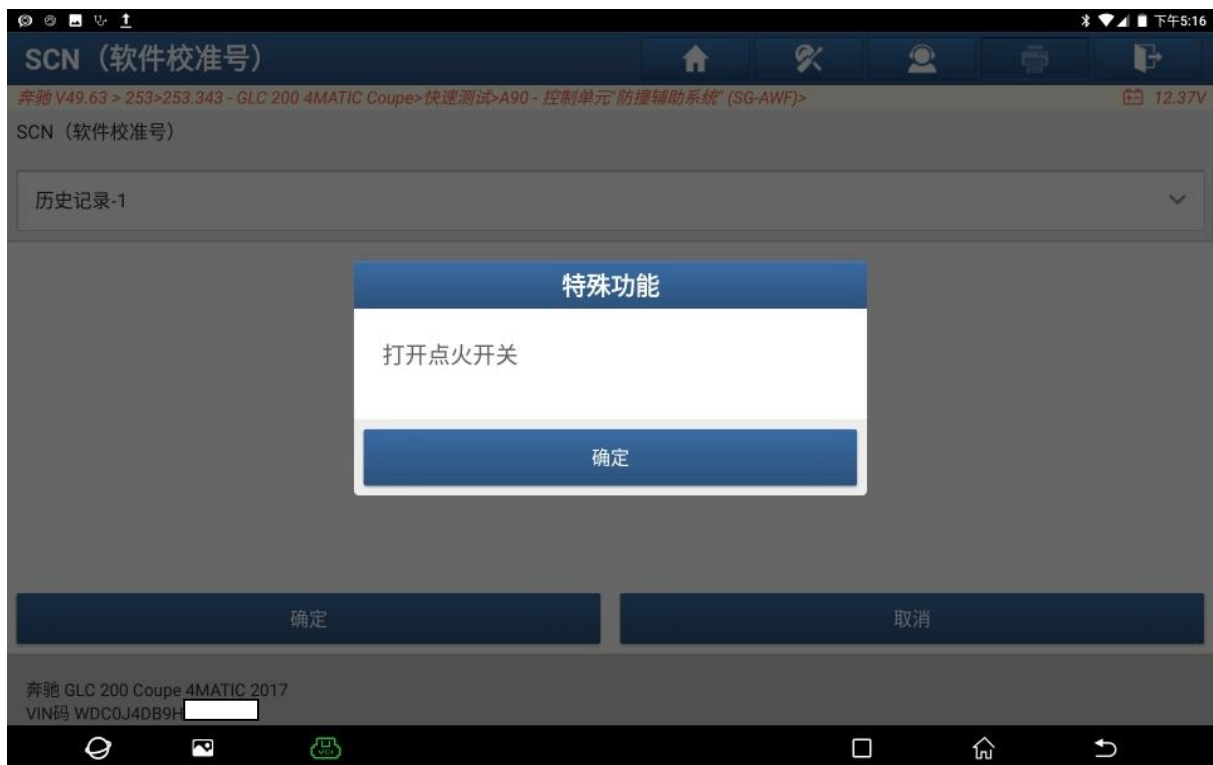 下午5:16
SCN（软件校准号）
奔驰 V49.63 > 253>253.343 - GLC 200 4MATIC Coupe>快速测试>A90 - 控制单元"防撞辅助系统" (SG-AWF)>
12.37V
SCN（软件校准号）
历史记录-1
特殊功能
打开点火开关
确定
确定
取消
奔驰 GLC 200 Coupe 4MATIC 2017
VIN码 WDC0J4DB9H
VCI